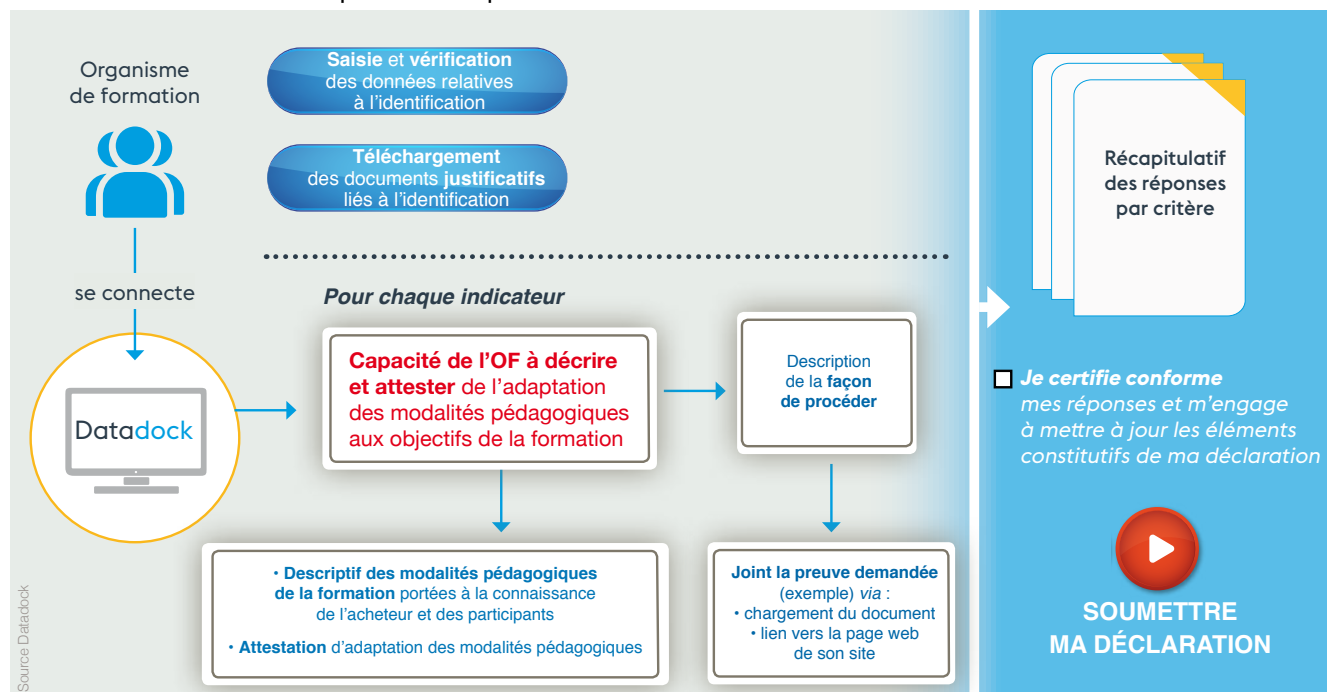 Organisme
de formation
se connecte
Datadock
Saisie et vérification
des données relatives
à l'identification
Téléchargement
des documents justificatifs
liés à l'identification
Pour chaque indicateur
Capacité de l'OF à décrire
et attester de l'adaptation
des modalités pédagogiques
aux objectifs de la formation
Description
de la façon
de procéder
• Descriptif des modalités pédagogiques
de la formation portées à la connaissance
de l'acheteur et des participants
• Attestation d'adaptation des modalités pédagogiques
Joint la preuve demandée
(exemple) via :
• chargement du document
• lien vers la page web
de son site
Récapitulatif
des réponses
par critère
Je certifie conforme
mes réponses et m'engage
à mettre à jour les éléments
constitutifs de ma déclaration
SOUMETTRE
MA DÉCLARATION
Source Datadock